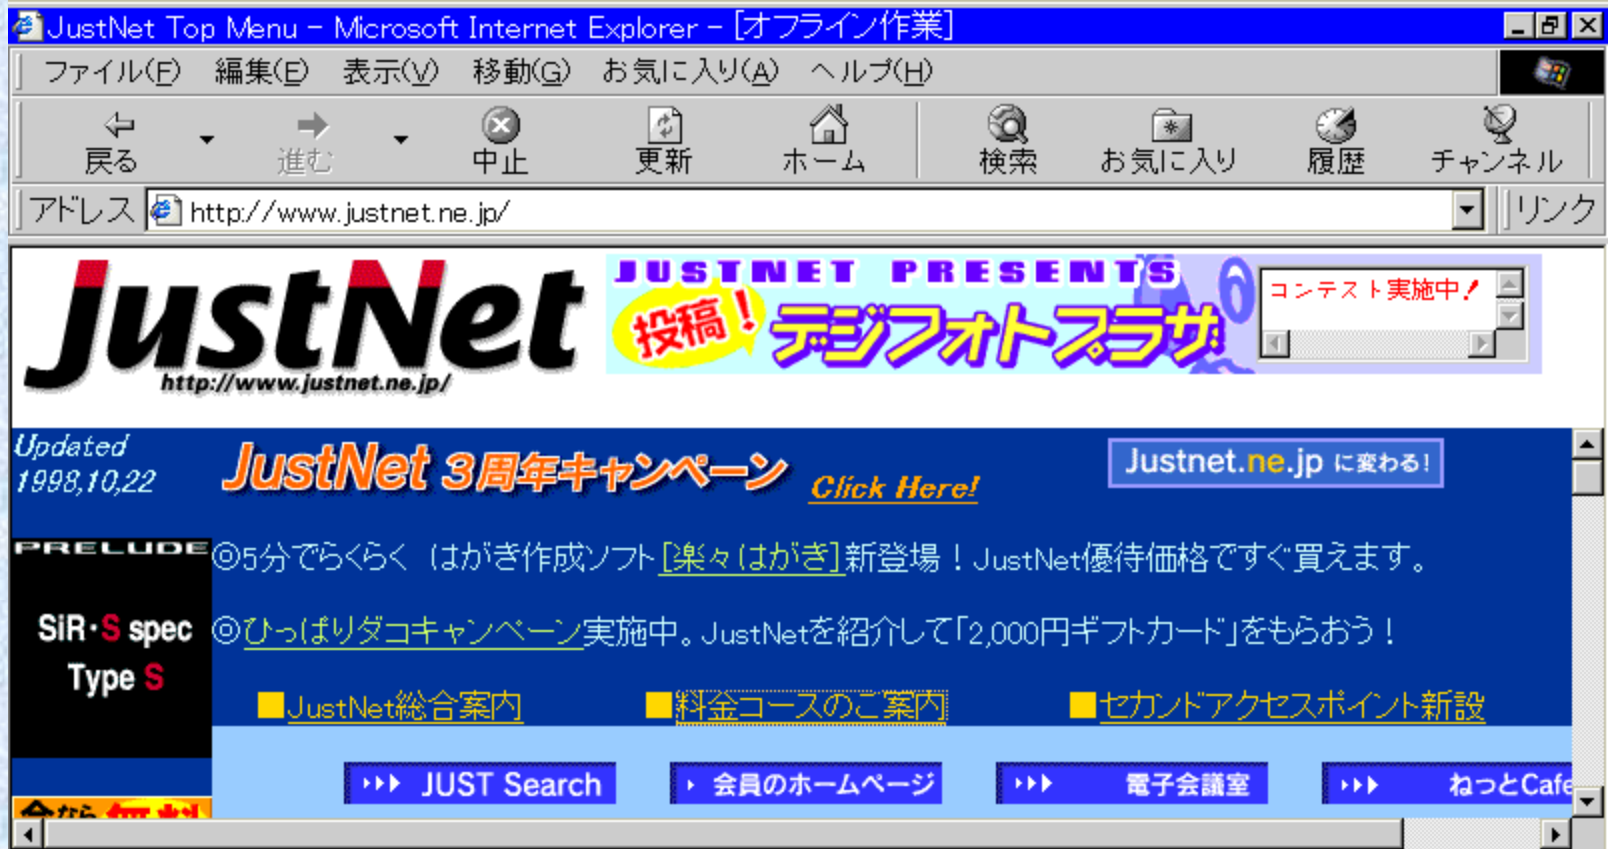 JustNet Top Menu - Microsoft Internet Explorer - [オフライン作業]
ファイル(F) 編集(E) 表示(V) 移動(G) お気に入り(A) ヘルプ(H)
戻る 進む 中止 更新 ホーム 検索 お気に入り 履歴 チャンネル
アドレス http://www.justnet.ne.jp/ リンク
JustNet
http://www.justnet.ne.jp/
JUSTNET PRESENTS
投稿！ デジフォトプラザ
コンテスト実施中！
Updated
1998,10,22
JustNet 3周年キャンペーン Click Here!
Justnet.ne.jp に変わる!
PRELUDE
SiR・S spec
Type S
◎5分でらくらく はがき作成ソフト[楽々はがき]新登場！JustNet優待価格ですぐ買えます。
◎ひっぱりダコキャンペーン実施中。JustNetを紹介して「2,000円ギフトカード」をもらおう！
■JustNet総合案内 ■料金コースのご案内 ■セカンドアクセスポイント新設
JUST Search 会員のホームページ 電子会議室 ねっとCafe
今なら 無料